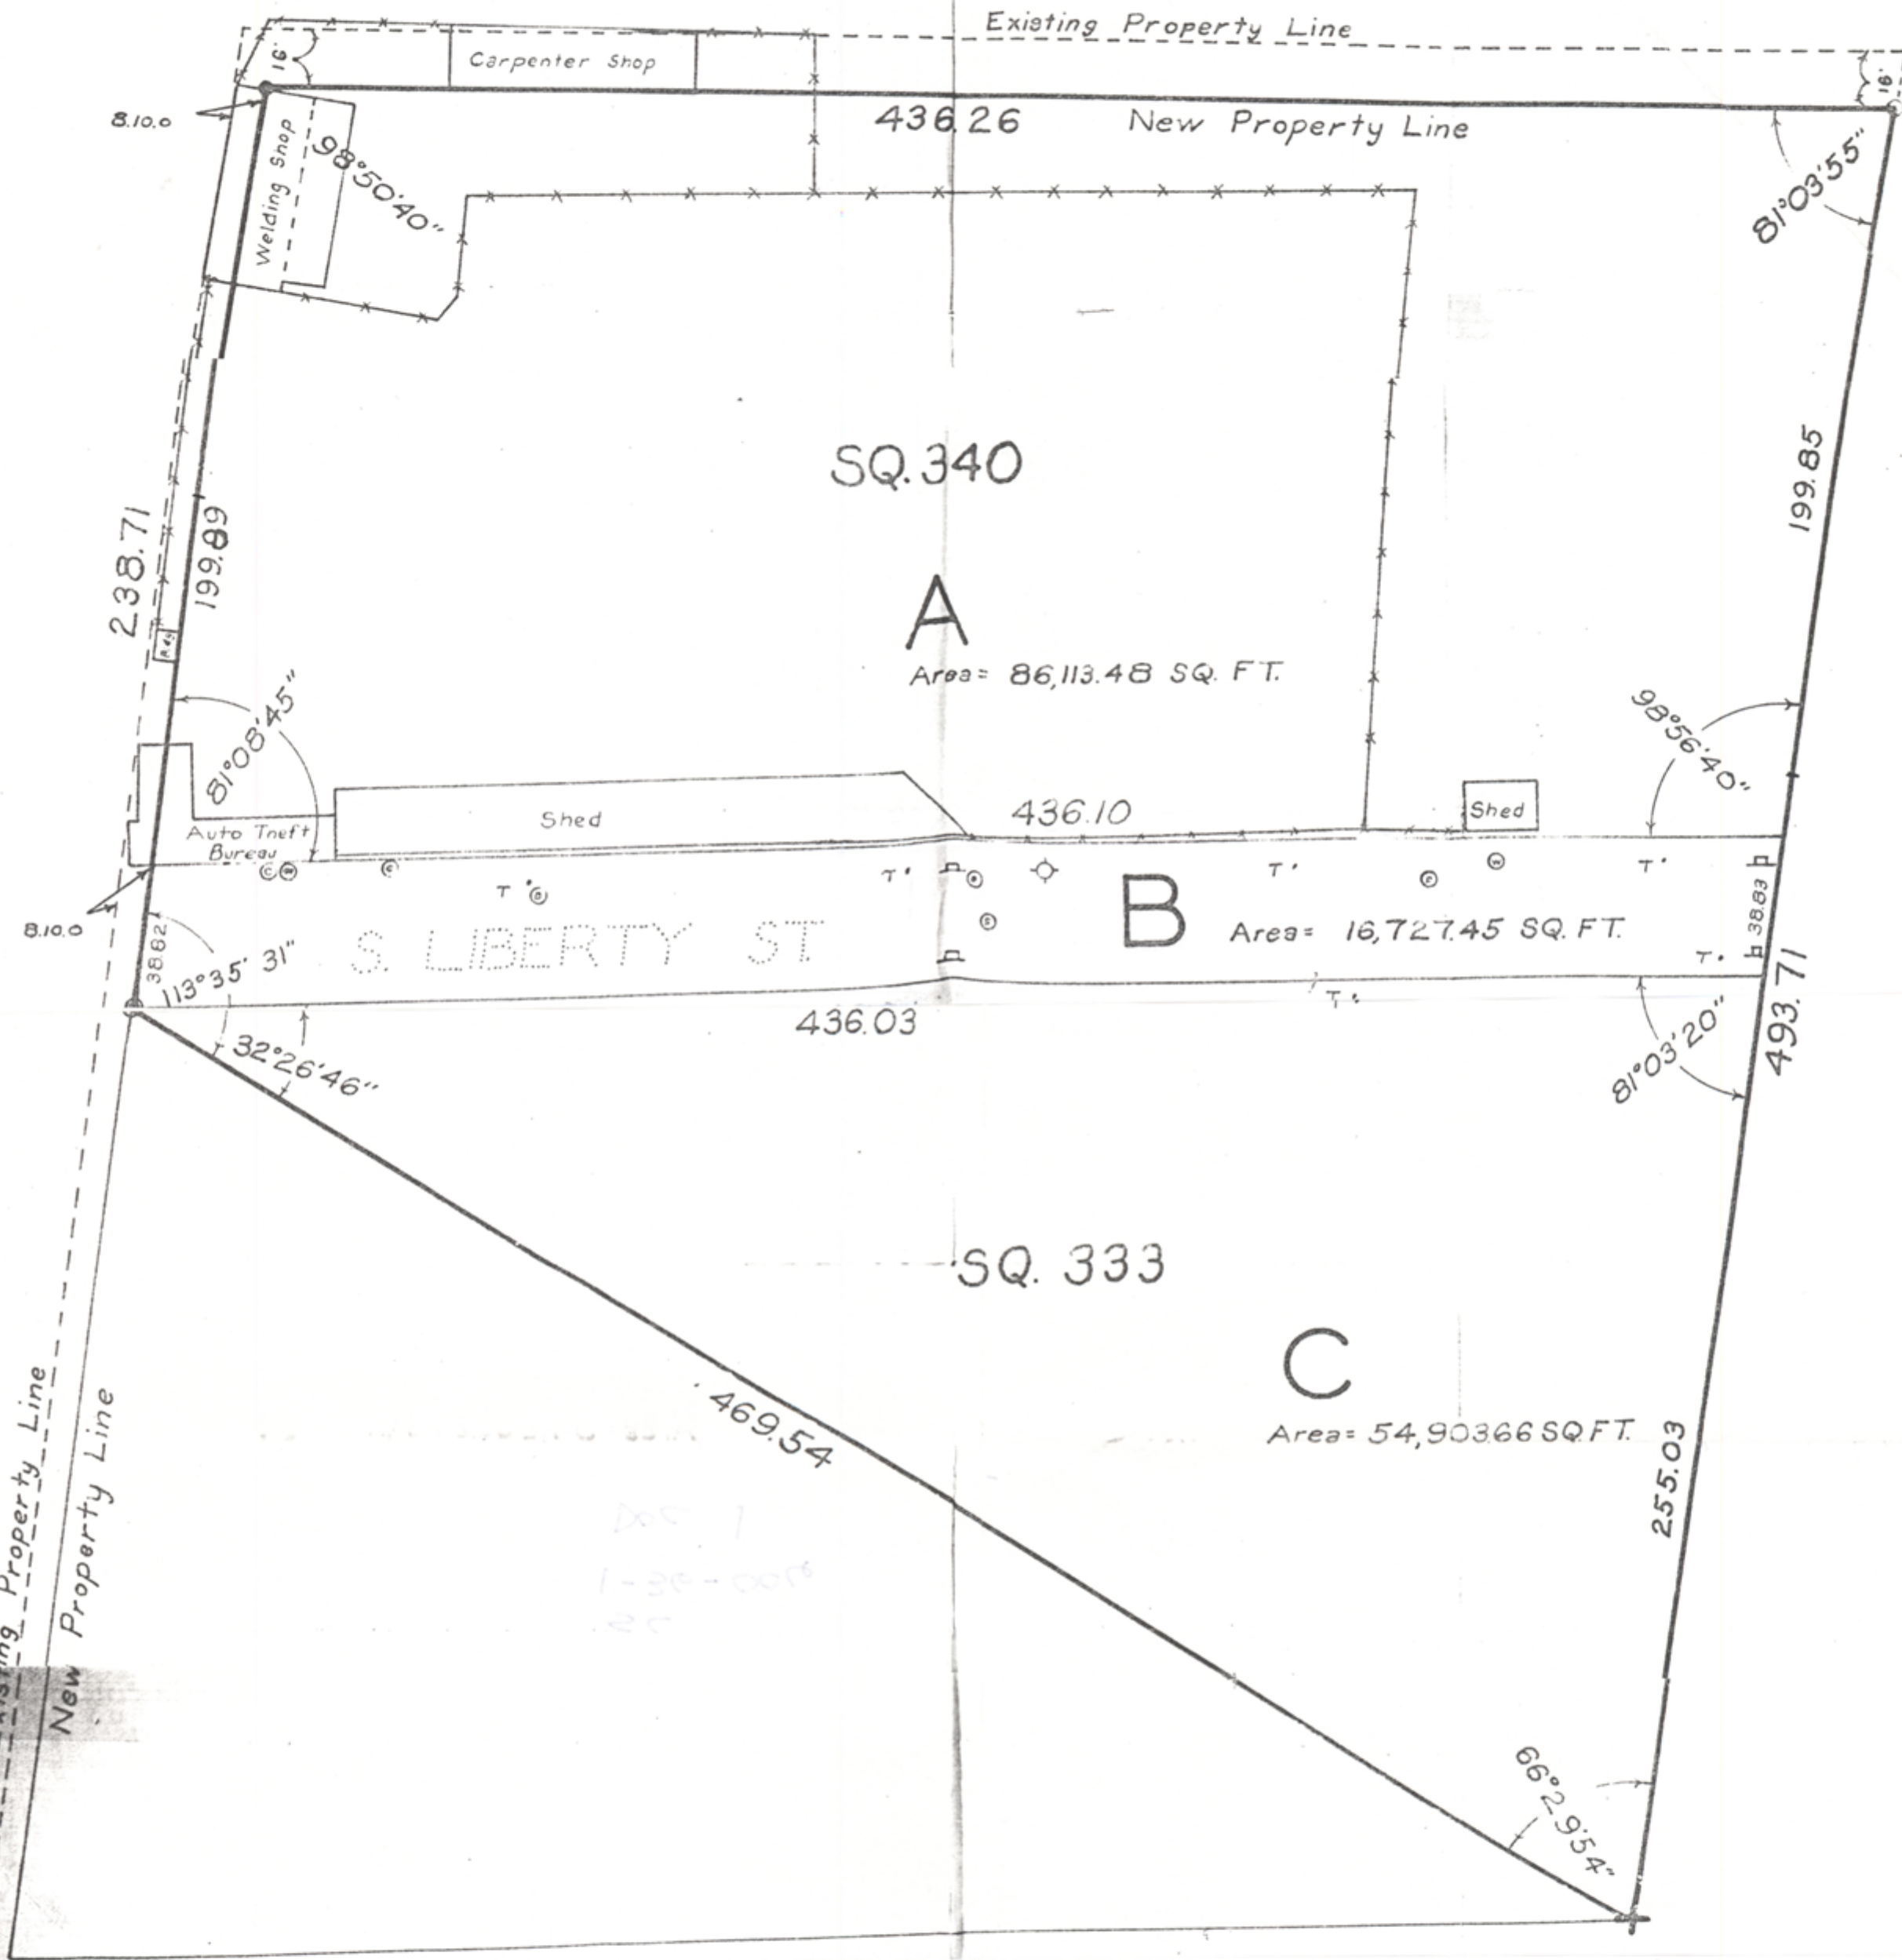 Existing Property Line
16'
Carpenter Shop
16'
8.10.0
436.26
New Property Line
Welding Shop
98°50'40"
81°03'55"
SQ. 340
199.85
238.71
199.89
A
Area= 86,113.48 SQ. FT.
81°08'45"
98°56'40"
Shed
436.10
Shed
Auto Theft
Bureau
T
T
T
T
B
Area= 16,727.45 SQ. FT.
38.83
8.10.0
38.82
S. LIBERTY ST.
T
T
113°35'31"
436.03
493.71
32°26'46"
81°03'20"
SQ. 333
C
469.54
Area= 54,903.66 SQ. FT.
255.03
Property Line
New Property Line
66°29'54"